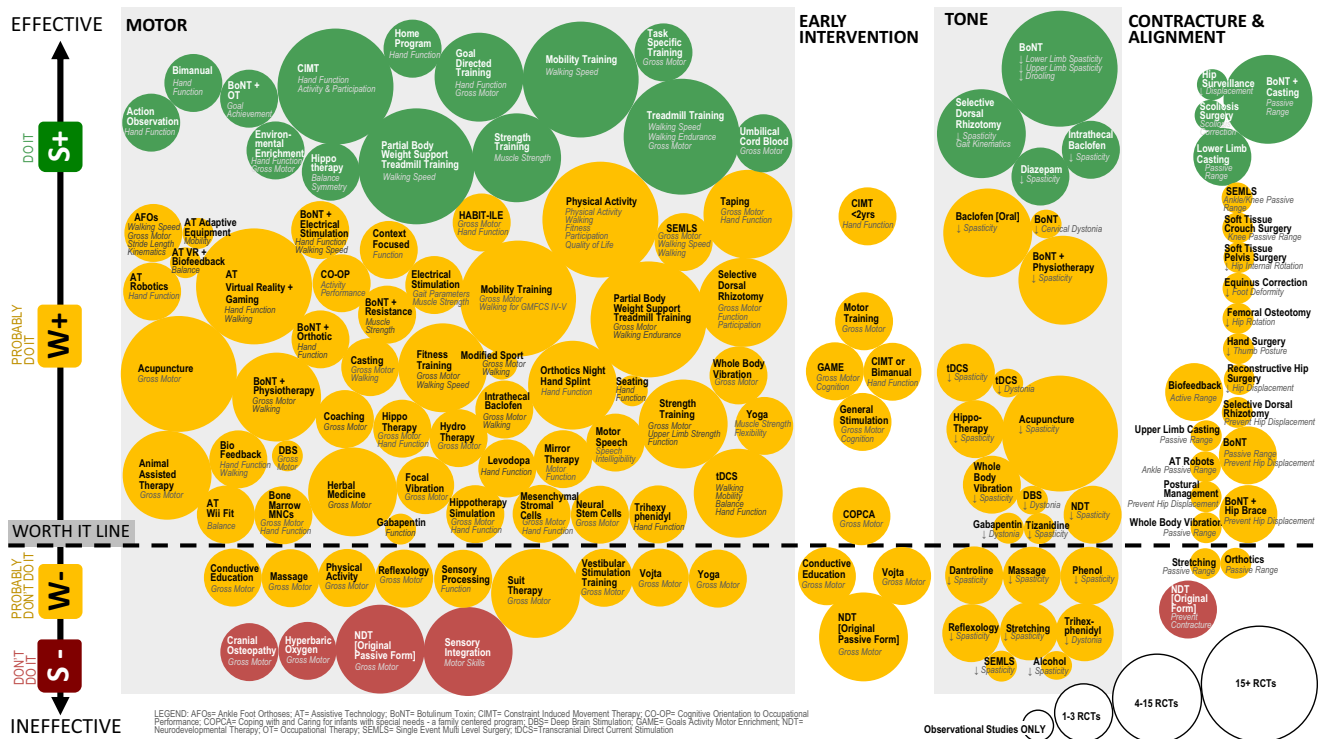 EFFECTIVE
DO IT
S+
PROBABLY
DO IT
W+
WORTH IT LINE
PROBABLY
DON'T DO IT
W-
DON'T
DO IT
S -
INEFFECTIVE
MOTOR
Bimanual
Hand
Function
BoNT +
OT
Goal
Achievement
CIMT
Hand Function
Activity & Participation
Home
Program
Hand Function
Goal
Directed
Training
Hand Function
Gross Motor
Mobility Training
Walking Speed
Task
Specific
Training
Gross Motor
Action
Observation
Hand Function
Environ-
mental
Enrichment
Hand Function
Gross Motor
Hippo
therapy
Balance
Symmetry
Partial Body
Weight Support
Treadmill Training
Walking Speed
Strength
Training
Muscle Strength
Treadmill Training
Walking Speed
Walking Endurance
Gross Motor
Umbilical
Cord Blood
Gross Motor
AFOs
Walking Speed
Gross Motor
Stride Length
Kinematics
AT Adaptive
Equipment
Mobility
AT VR +
Biofeedback
Balance
BoNT +
Electrical
Stimulation
Hand Function
Walking Speed
Context
Focused
Function
HABIT-ILE
Gross Motor
Hand Function
Physical Activity
Physical Activity
Walking
Fitness
Participation
Quality of Life
SEMLS
Gross Motor
Walking Speed
Walking
Taping
Gross Motor
Hand Function
AT
Robotics
Hand Function
AT
Virtual Reality +
Gaming
Hand Function
Walking
CO-OP
Activity
Performance
BoNT +
Resistance
Muscle
Strength
Electrical
Stimulation
Gait Parameters
Muscle Strength
Mobility Training
Gross Motor
Walking for GMFCS IV-V
Partial Body
Weight Support
Treadmill Training
Gross Motor
Walking Endurance
Selective
Dorsal
Rhizotomy
Gross Motor
Function
Participation
BoNT +
Orthotic
Hand
Function
Acupuncture
Gross Motor
BoNT +
Physiotherapy
Gross Motor
Walking
Casting
Gross Motor
Walking
Fitness
Training
Gross Motor
Walking Speed
Modified Sport
Gross Motor
Walking
Orthotics Night
Hand Splint
Hand Function
Seating
Hand
Function
Whole Body
Vibration
Gross Motor
Coaching
Gross Motor
Hippo
Therapy
Gross Motor
Hand Function
Intrathecal
Baclofen
Gross Motor
Walking
Hydro
Therapy
Gross Motor
Strength
Training
Gross Motor
Upper Limb Strength
Function
Yoga
Muscle Strength
Flexibility
Animal
Assisted
Therapy
Gross Motor
Bio
Feedback
Hand Function
Walking
DBS
Gross
Motor
Herbal
Medicine
Gross Motor
Focal
Vibration
Gross Motor
Levodopa
Hand Function
Mirror
Therapy
Motor
Function
Motor
Speech
Speech
Intelligibility
tDCS
Walking
Mobility
Balance
Hand Function
AT
Wii Fit
Balance
Bone
Marrow
MNCs
Gross Motor
Hand Function
Gabapentin
Function
Hippotherapy
Simulation
Gross Motor
Hand Function
Mesenchymal
Stromal
Cells
Gross Motor
Hand Function
Neural
Stem Cells
Gross Motor
Trihexy
phenidyl
Hand Function
Conductive
Education
Gross Motor
Massage
Gross Motor
Physical
Activity
Gross Motor
Reflexology
Gross Motor
Sensory
Processing
Function
Suit
Therapy
Gross Motor
Vestibular
Stimulation
Training
Gross Motor
Vojta
Gross Motor
Yoga
Gross Motor
Cranial
Osteopathy
Gross Motor
Hyperbaric
Oxygen
Gross Motor
NDT
[Original
Passive Form]
Gross Motor
Sensory
Integration
Motor Skills
EARLY
INTERVENTION
CIMT
<2yrs
Hand Function
Motor
Training
Gross Motor
GAME
Gross Motor
Cognition
CIMT or
Bimanual
Hand Function
General
Stimulation
Gross Motor
Cognition
COPCA
Gross Motor
Conductive
Education
Gross Motor
Vojta
Gross Motor
NDT
[Original
Passive Form]
Gross Motor
TONE
BoNT
↓ Lower Limb Spasticity
↓ Upper Limb Spasticity
↓ Drooling
Selective
Dorsal
Rhizotomy
↓ Spasticity
Gait Kinematics
Intrathecal
Baclofen
↓ Spasticity
Diazepam
↓ Spasticity
Baclofen [Oral]
↓ Spasticity
BoNT
↓ Cervical Dystonia
BoNT +
Physiotherapy
↓ Spasticity
tDCS
↓ Spasticity
tDCS
↓ Dystonia
Hippo-
Therapy
↓ Spasticity
Acupuncture
↓ Spasticity
Whole
Body
Vibration
↓ Spasticity
DBS
↓ Dystonia
NDT
↓ Spasticity
Gabapentin
↓ Dystonia
Tizanidine
↓ Spasticity
Dantroline
↓ Spasticity
Massage
↓ Spasticity
Phenol
↓ Spasticity
Reflexology
↓ Spasticity
Stretching
↓ Spasticity
Trihex-
phenidyl
↓ Dystonia
SEMLS
↓ Spasticity
Alcohol
↓ Spasticity
CONTRACTURE &
ALIGNMENT
Hip
Surveillance
↓ Displacement
Scoliosis
Surgery
Scoliosis
Correction
BoNT +
Casting
Passive
Range
Lower Limb
Casting
Passive
Range
SEMLS
Ankle/Knee Passive
Range
Soft Tissue
Crouch Surgery
Knee Passive Range
Soft Tissue
Pelvis Surgery
↓ Hip Internal Rotation
Equinus Correction
↓ Foot Deformity
Femoral Osteotomy
↓ Hip Rotation
Hand Surgery
↓ Thumb Posture
Reconstructive Hip
Surgery
↓ Hip Displacement
Biofeedback
Active Range
Selective Dorsal
Rhizotomy
Prevent Hip Displacement
Upper Limb Casting
Passive Range
BoNT
Passive Range
Prevent Hip Displacement
AT Robots
Ankle Passive Range
Postural
Management
Prevent Hip Displacement
BoNT +
Hip Brace
Prevent Hip Displacement
Whole Body Vibration
Passive Range
Stretching
Passive Range
Orthotics
Passive Range
NDT
[Original
Form]
Prevent
Contracture
Observational Studies ONLY
1-3 RCTs
4-15 RCTs
15+ RCTs
LEGEND: AFOs= Ankle Foot Orthoses; AT= Assistive Technology; BoNT= Botulinum Toxin; CIMT= Constraint Induced Movement Therapy; CO-OP= Cognitive Orientation to Occupational
Performance; COPCA= Coping with and Caring for infants with special needs - a family centered program; DBS= Deep Brain Stimulation; GAME= Goals Activity Motor Enrichment; NDT=
Neurodevelopmental Therapy; OT= Occupational Therapy; SEMLS= Single Event Multi Level Surgery; tDCS=Transcranial Direct Current Stimulation